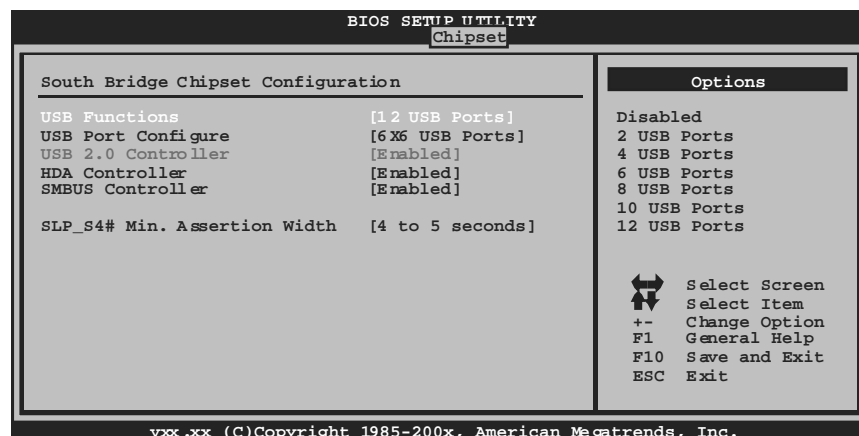 BIOS SETUP UTILITY
Chipset
South Bridge Chipset Configuration
USB Functions [12 USB Ports]
USB Port Configure [6X6 USB Ports]
USB 2.0 Controller [Enabled]
HDA Controller [Enabled]
SMBUS Controller [Enabled]
SLP_S4# Min. Assertion Width [4 to 5 seconds]
Options
Disabled
2 USB Ports
4 USB Ports
6 USB Ports
8 USB Ports
10 USB Ports
12 USB Ports
Select Screen
Select Item
+- Change Option
F1 General Help
F10 Save and Exit
ESC Exit
vxx.xx (C)Copyright 1985-200x, American Megatrends, Inc.